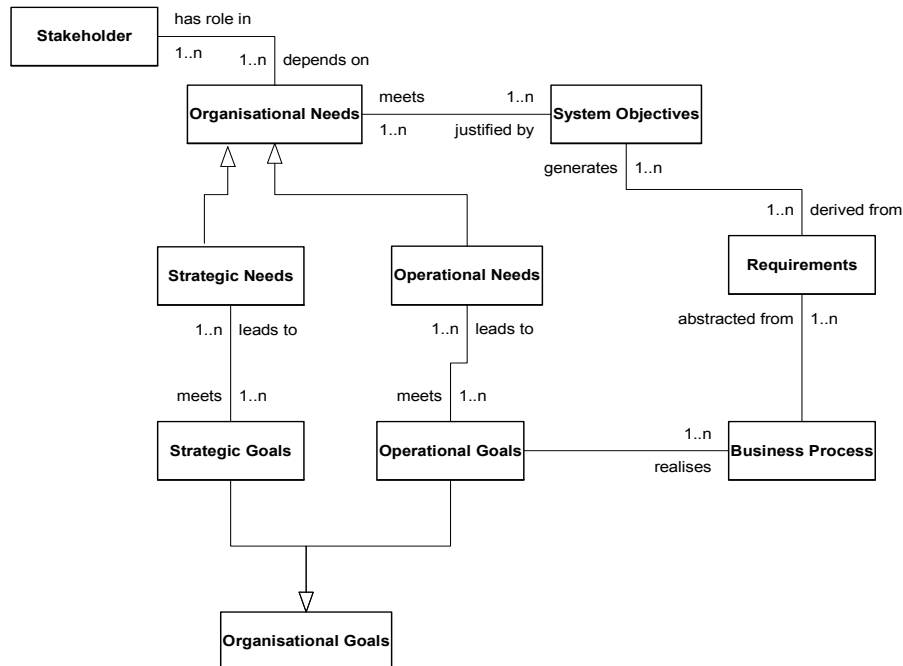 has role in
Stakeholder
1..n
1..n
depends on
Organisational Needs
meets
1..n
1..n
justified by
System Objectives
generates
1..n
1..n
derived from
Strategic Needs
Operational Needs
Requirements
1..n
leads to
1..n
leads to
abstracted from
1..n
meets
1..n
meets
1..n
Strategic Goals
Operational Goals
1..n
realises
Business Process
Organisational Goals